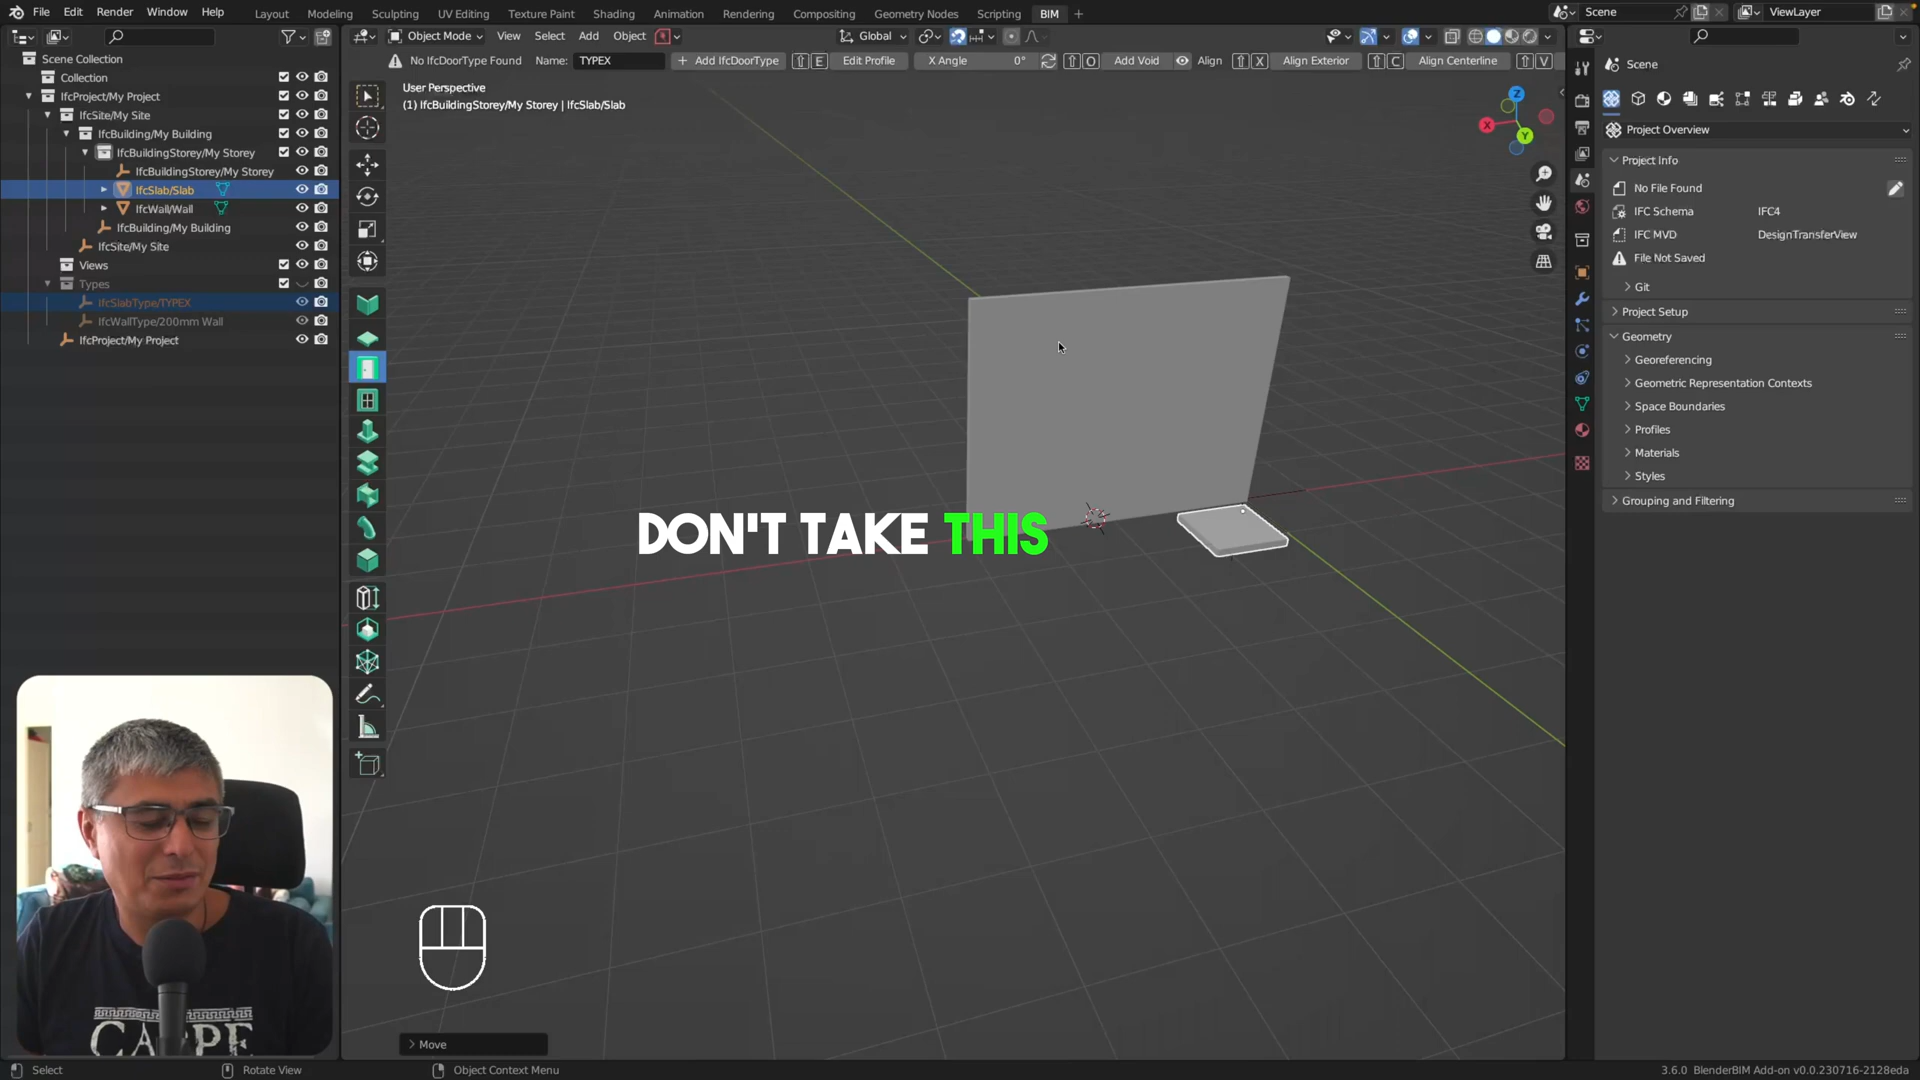 File Edit Render Window Help Layout Modeling Sculpting UV Editing Texture Paint Shading Animation Rendering Compositing Geometry Nodes Scripting BIM Scene ViewLayer
Object Mode View Select Add Object Global
No IfcDoorType Found Name: TYPEX Add IfcDoorType E Edit Profile X Angle 0° O Add Void Align X Align Exterior C Align Centerline V
User Perspective
(1) IfcBuildingStorey/My Storey | IfcSlab/Slab
Scene Collection
Collection
IfcProject/My Project
IfcSite/My Site
IfcBuilding/My Building
IfcBuildingStorey/My Storey
IfcBuildingStorey/My Storey
IfcSlab/Slab
IfcWall/Wall
IfcBuilding/My Building
IfcSite/My Site
Views
Types
IfcSlabType/TYPEX
IfcWallType/200mm Wall
IfcProject/My Project
Z
X
Y
DON'T TAKE THIS
CARPE
Move
Scene
Project Overview
Project Info
No File Found
IFC Schema IFC4
IFC MVD DesignTransferView
File Not Saved
Git
Project Setup
Geometry
Georeferencing
Geometric Representation Contexts
Space Boundaries
Profiles
Materials
Styles
Grouping and Filtering
Select Rotate View Object Context Menu 3.6.0 BlenderBIM Add-on v0.0.230716-2128eda